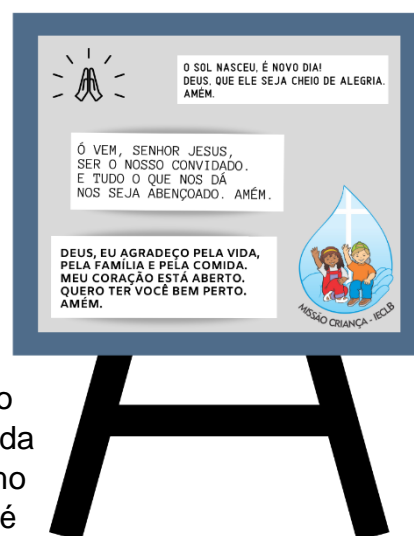 O SOL NASCEU, É NOVO DIA!
DEUS, QUE ELE SEJA CHEIO DE ALEGRIA.
AMÉM.
Ó VEM, SENHOR JESUS,
SER O NOSSO CONVIDADO.
E TUDO O QUE NOS DÁ
NOS SEJA ABENÇOADO. AMÉM.
DEUS, EU AGRADEÇO PELA VIDA,
PELA FAMÍLIA E PELA COMIDA.
MEU CORAÇÃO ESTÁ ABERTO.
QUERO TER VOCÊ BEM PERTO.
AMÉM.
MISSÃO CRIANÇA - IECLB
o
da
no
é